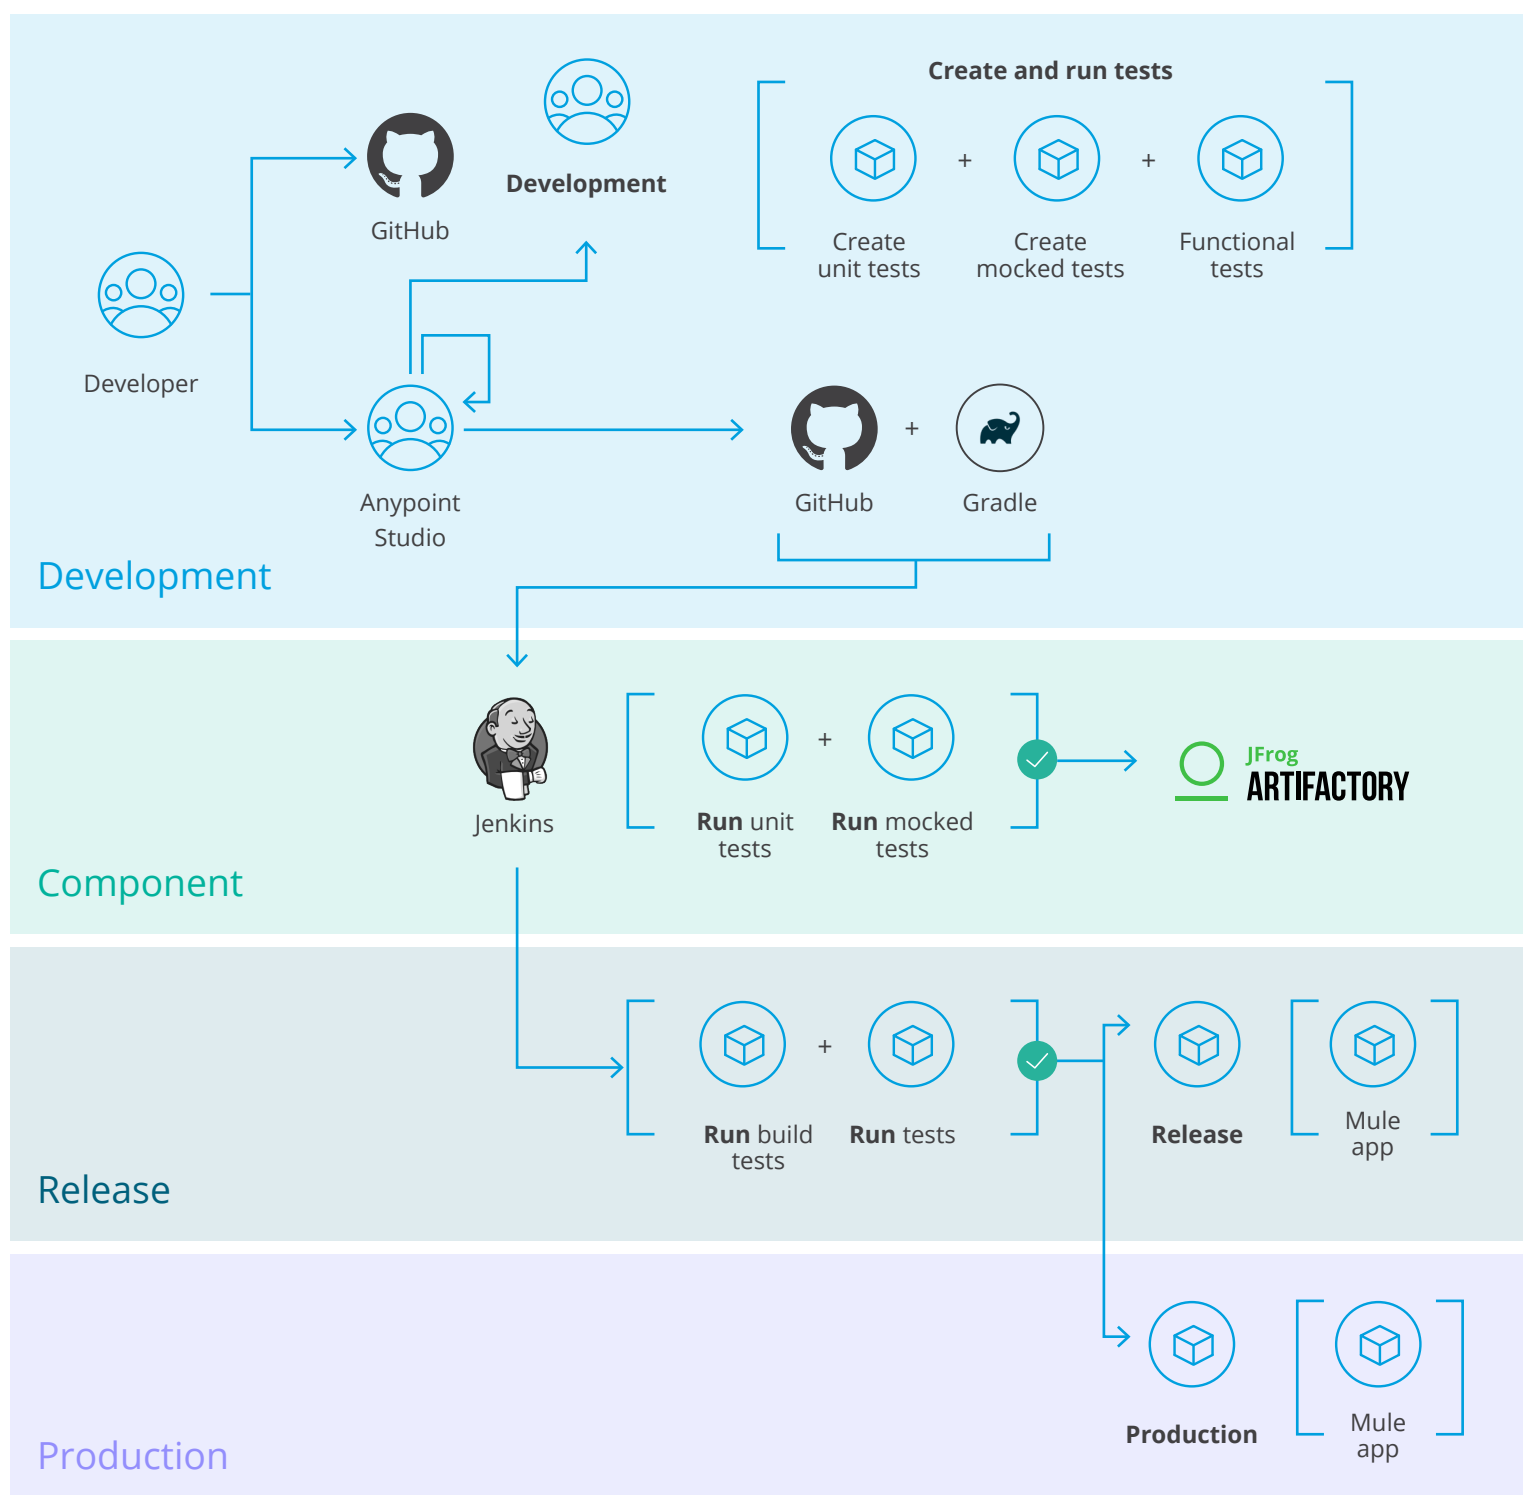 Create and run tests
Development
GitHub
Create
unit tests
+
Create
mocked tests
+
Functional
tests
Developer
Anypoint
Studio
GitHub
+
Gradle
Development
Jenkins
Run unit
tests
+
Run mocked
tests
JFrog
ARTIFACTORY
Component
Run build
tests
+
Run tests
Release
Mule
app
Release
Production
Mule
app
Production